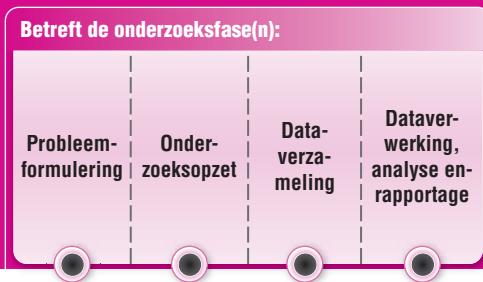 Betreft de onderzoeksfase(n):
Probleem-
formulering
Onder-
zoeksopzet
Data-
verza-
meling
Dataver-
werking,
analyse en-
rapportage